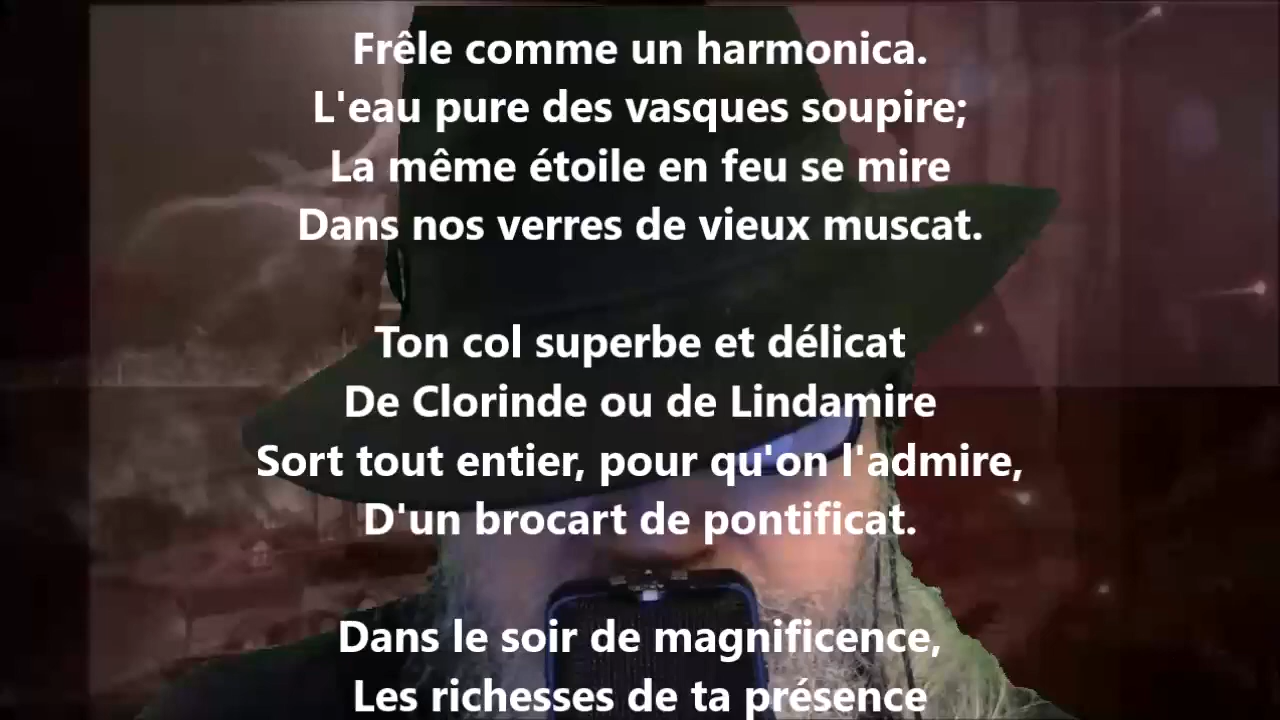 Frêle comme un harmonica.
L'eau pure des vasques soupire;
La même étoile en feu se mire
Dans nos verres de vieux muscat.
Ton col superbe et délicat
De Clorinde ou de Lindamire
Sort tout entier, pour qu'on l'admire,
D'un brocart de pontificat.
Dans le soir de magnificence,
Les richesses de ta présence